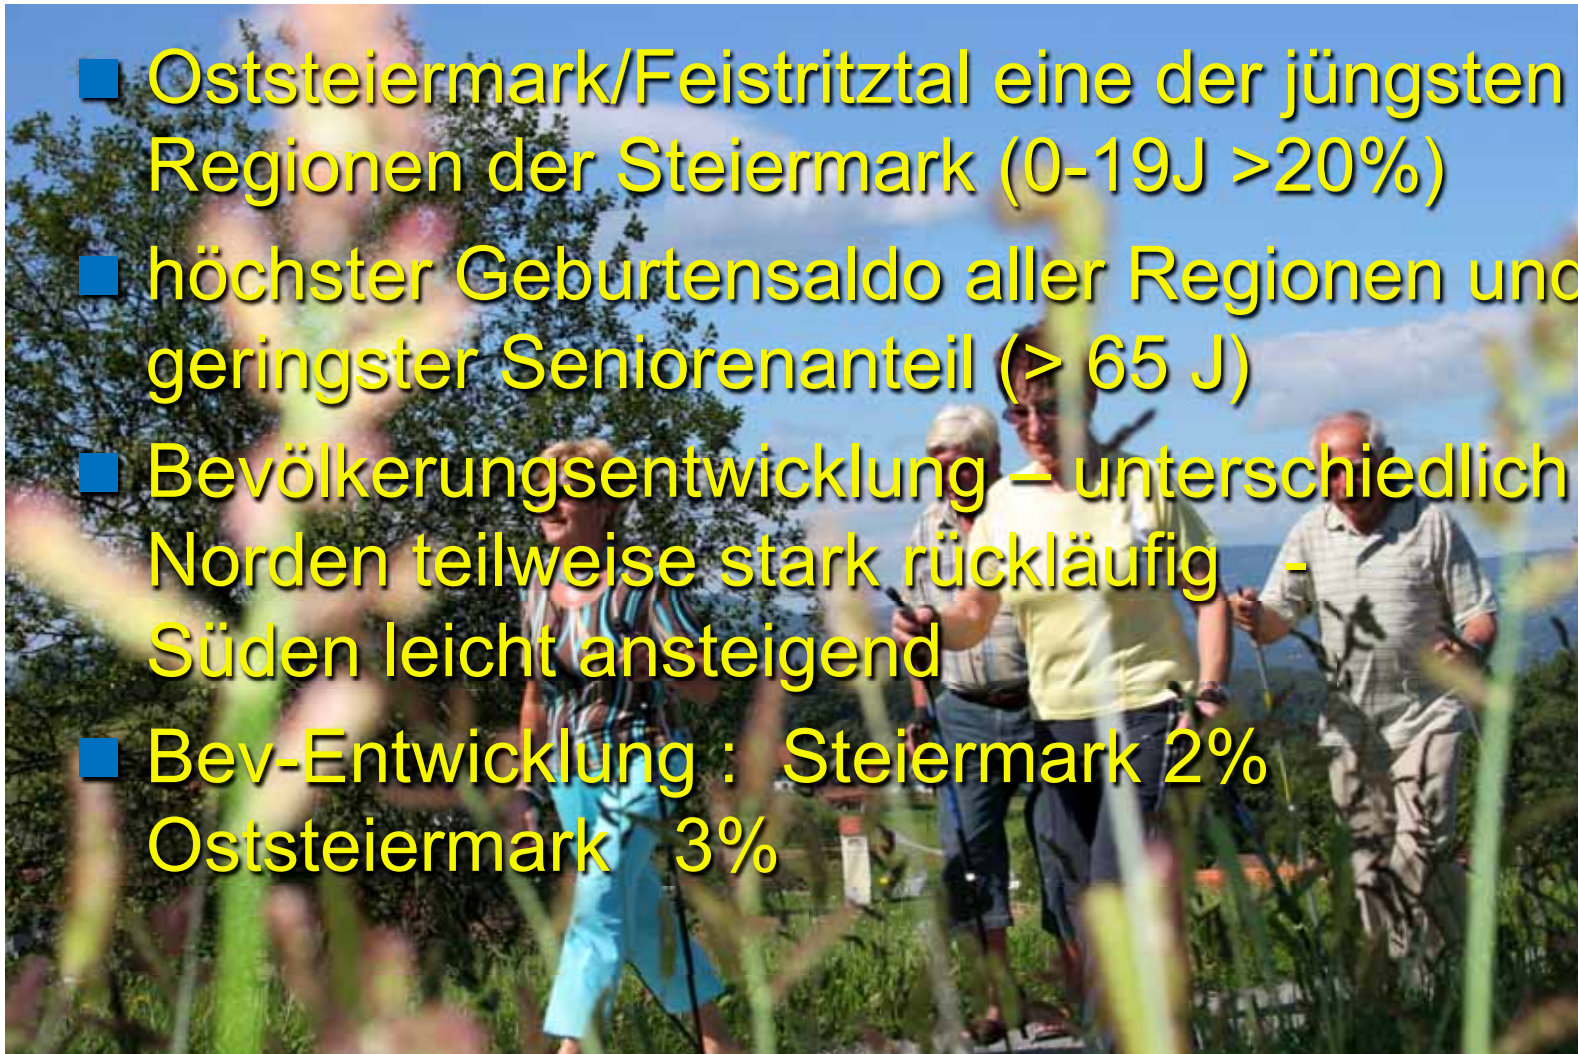 Oststeiermark/Feistritztal eine der jüngsten
Regionen der Steiermark (0-19J >20%)
höchster Geburtensaldo aller Regionen und
geringster Seniorenanteil (> 65 J)
Bevölkerungsentwicklung – unterschiedlich
Norden teilweise stark rückläufig -
Süden leicht ansteigend
Bev-Entwicklung : Steiermark 2%
Oststeiermark 3%